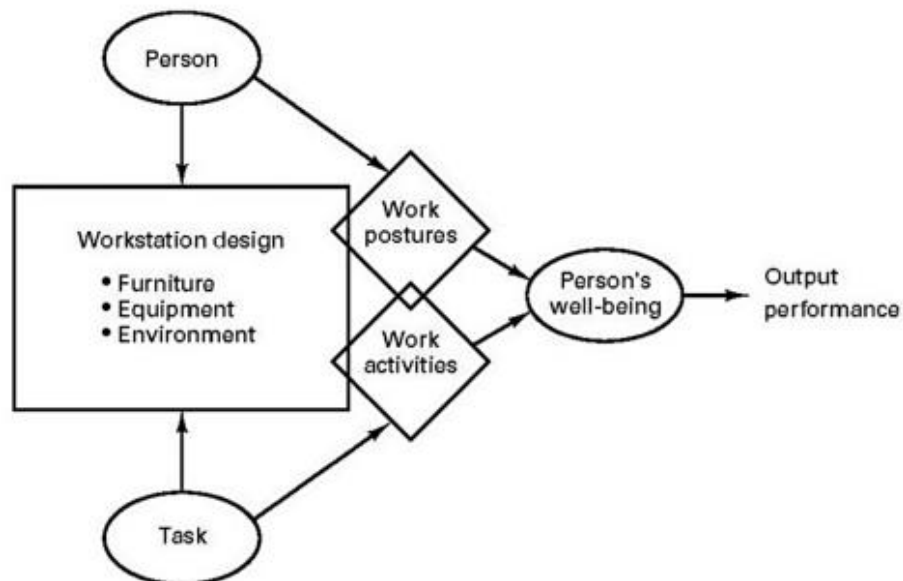 Person
Workstation design
• Furniture
• Equipment
• Environment
Work
postures
Work
activities
Person's
well-being
Output
performance
Task